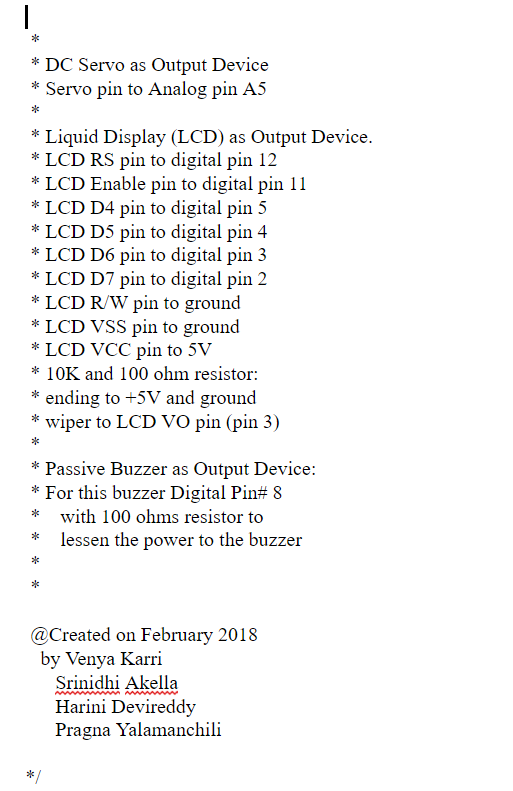 *
* DC Servo as Output Device
* Servo pin to Analog pin A5
*
* Liquid Display (LCD) as Output Device.
* LCD RS pin to digital pin 12
* LCD Enable pin to digital pin 11
* LCD D4 pin to digital pin 5
* LCD D5 pin to digital pin 4
* LCD D6 pin to digital pin 3
* LCD D7 pin to digital pin 2
* LCD R/W pin to ground
* LCD VSS pin to ground
* LCD VCC pin to 5V
* 10K and 100 ohm resistor:
* ending to +5V and ground
* wiper to LCD VO pin (pin 3)
*
* Passive Buzzer as Output Device:
* For this buzzer Digital Pin# 8
*    with 100 ohms resistor to
*    lessen the power to the buzzer
*
*
@Created on February 2018
by Venya Karri
Srinidhi Akella
Harini Devireddy
Pragna Yalamanchili
*/